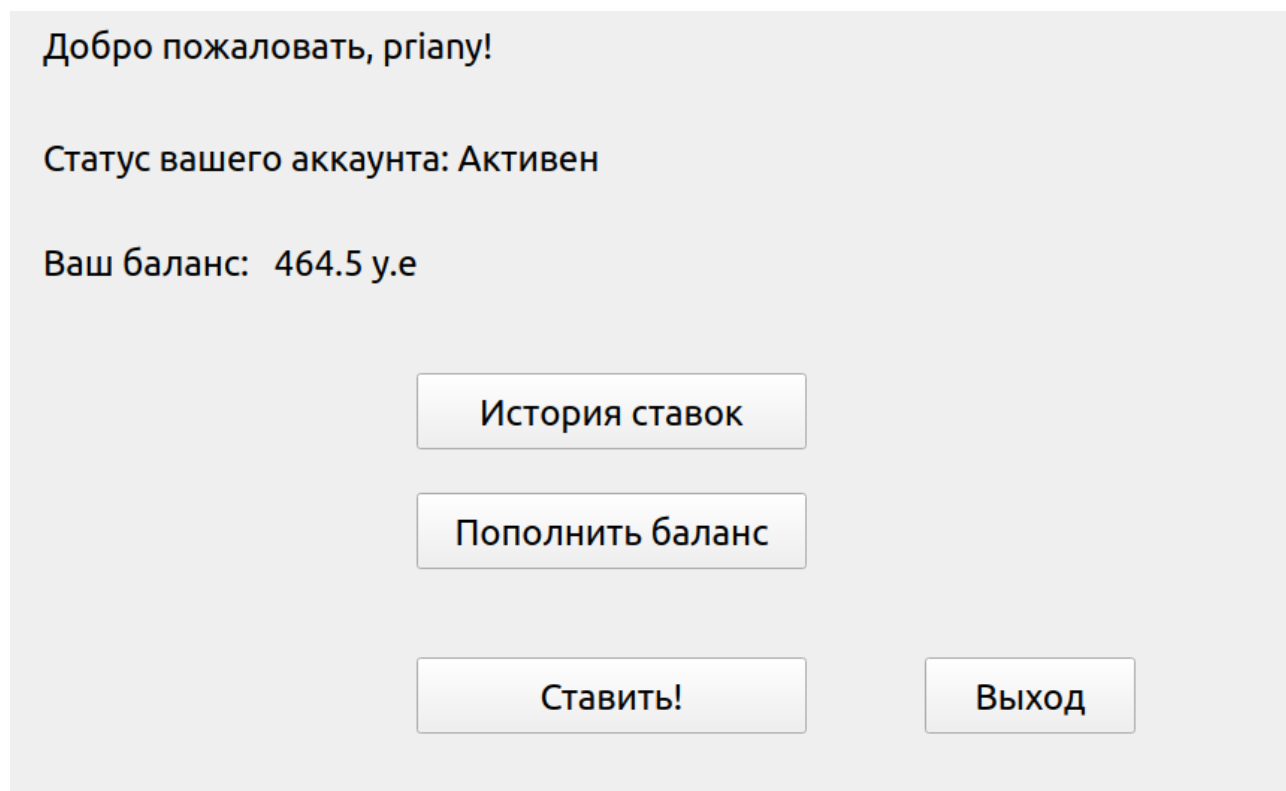 Добро пожаловать, priany!
Статус вашего аккаунта: Активен
Ваш баланс: 464.5 у.е
История ставок
Пополнить баланс
Ставить!
Выход